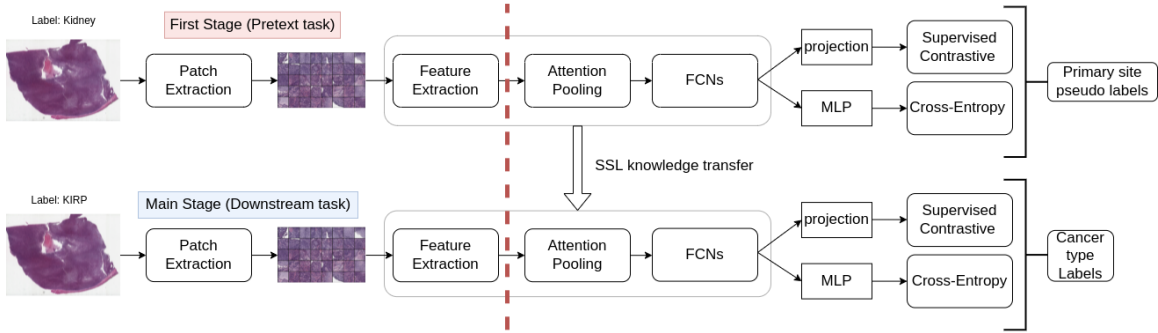 Label: Kidney
First Stage (Pretext task)
Patch
Extraction
Feature
Extraction
Attention
Pooling
FCNs
projection
MLP
Supervised
Contrastive
Cross-Entropy
Primary site
pseudo labels
SSL knowledge transfer
Label: KIRP
Main Stage (Downstream task)
Patch
Extraction
Feature
Extraction
Attention
Pooling
FCNs
projection
MLP
Supervised
Contrastive
Cross-Entropy
Cancer
type
Labels